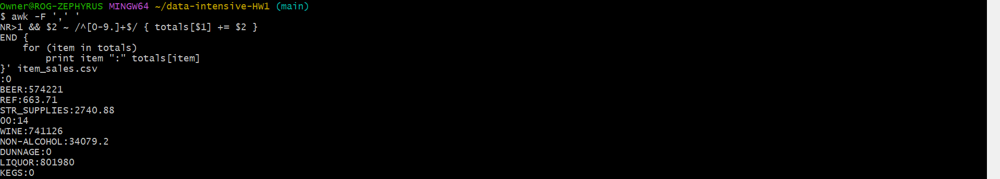 Owner@ROG-ZEPHYRUS MINGW64 ~/data-intensive-HW1 (main)
$ awk -F ',' '
NR>1 && $2 ~ /^[0-9.]+$/ { totals[$1] += $2 }
END {
    for (item in totals)
        print item ":" totals[item]
}' item_sales.csv
:0
BEER:574221
REF:663.71
STR_SUPPLIES:2740.88
00:14
WINE:741126
NON-ALCOHOL:34079.2
DUNNAGE:0
LIQUOR:801980
KEGS:0